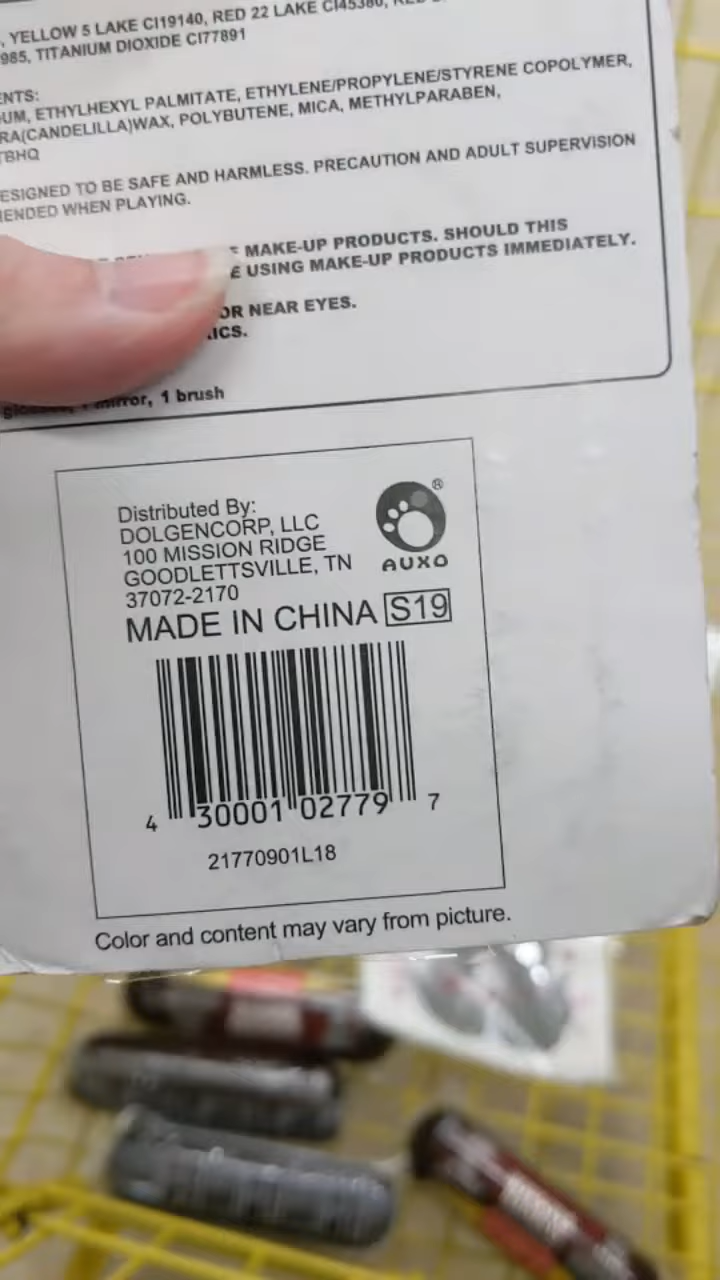 , YELLOW 5 LAKE CI19140, RED 22 LAKE CI45380,
985, TITANIUM DIOXIDE CI77891
ENTS:
UM, ETHYLHEXYL PALMITATE, ETHYLENE/PROPYLENE/STYRENE COPOLYMER,
RA(CANDELILLA)WAX, POLYBUTENE, MICA, METHYLPARABEN,
TBHQ
ESIGNED TO BE SAFE AND HARMLESS. PRECAUTION AND ADULT SUPERVISION
MENDED WHEN PLAYING.
MAKE-UP PRODUCTS. SHOULD THIS
E USING MAKE-UP PRODUCTS IMMEDIATELY.
OR NEAR EYES.
ICS.
mirror, 1 brush
Distributed By:
DOLGENCORP, LLC
100 MISSION RIDGE
GOODLETTSVILLE, TN
37072-2170
®
AUXO
MADE IN CHINA S19
4 30001 02779 7
21770901L18
Color and content may vary from picture.